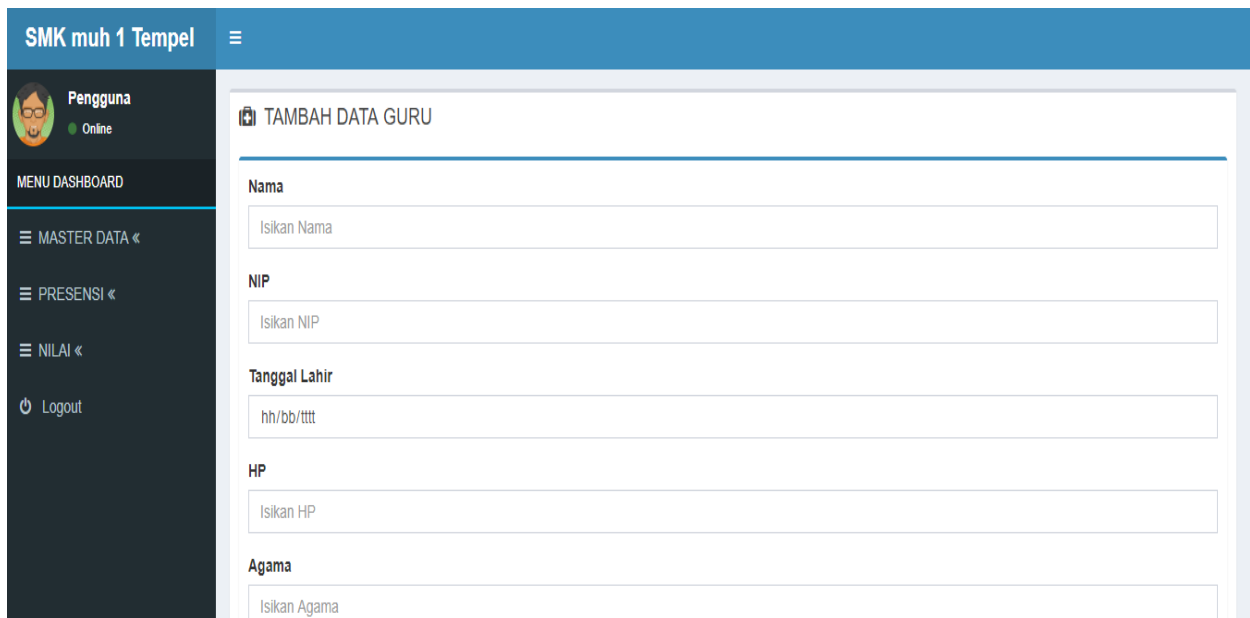 SMK muh 1 Tempel
Pengguna
Online
MENU DASHBOARD
MASTER DATA «
PRESENSI «
NILAI «
Logout
TAMBAH DATA GURU
Nama
Isikan Nama
NIP
Isikan NIP
Tanggal Lahir
hh/bb/tttt
HP
Isikan HP
Agama
Isikan Agama